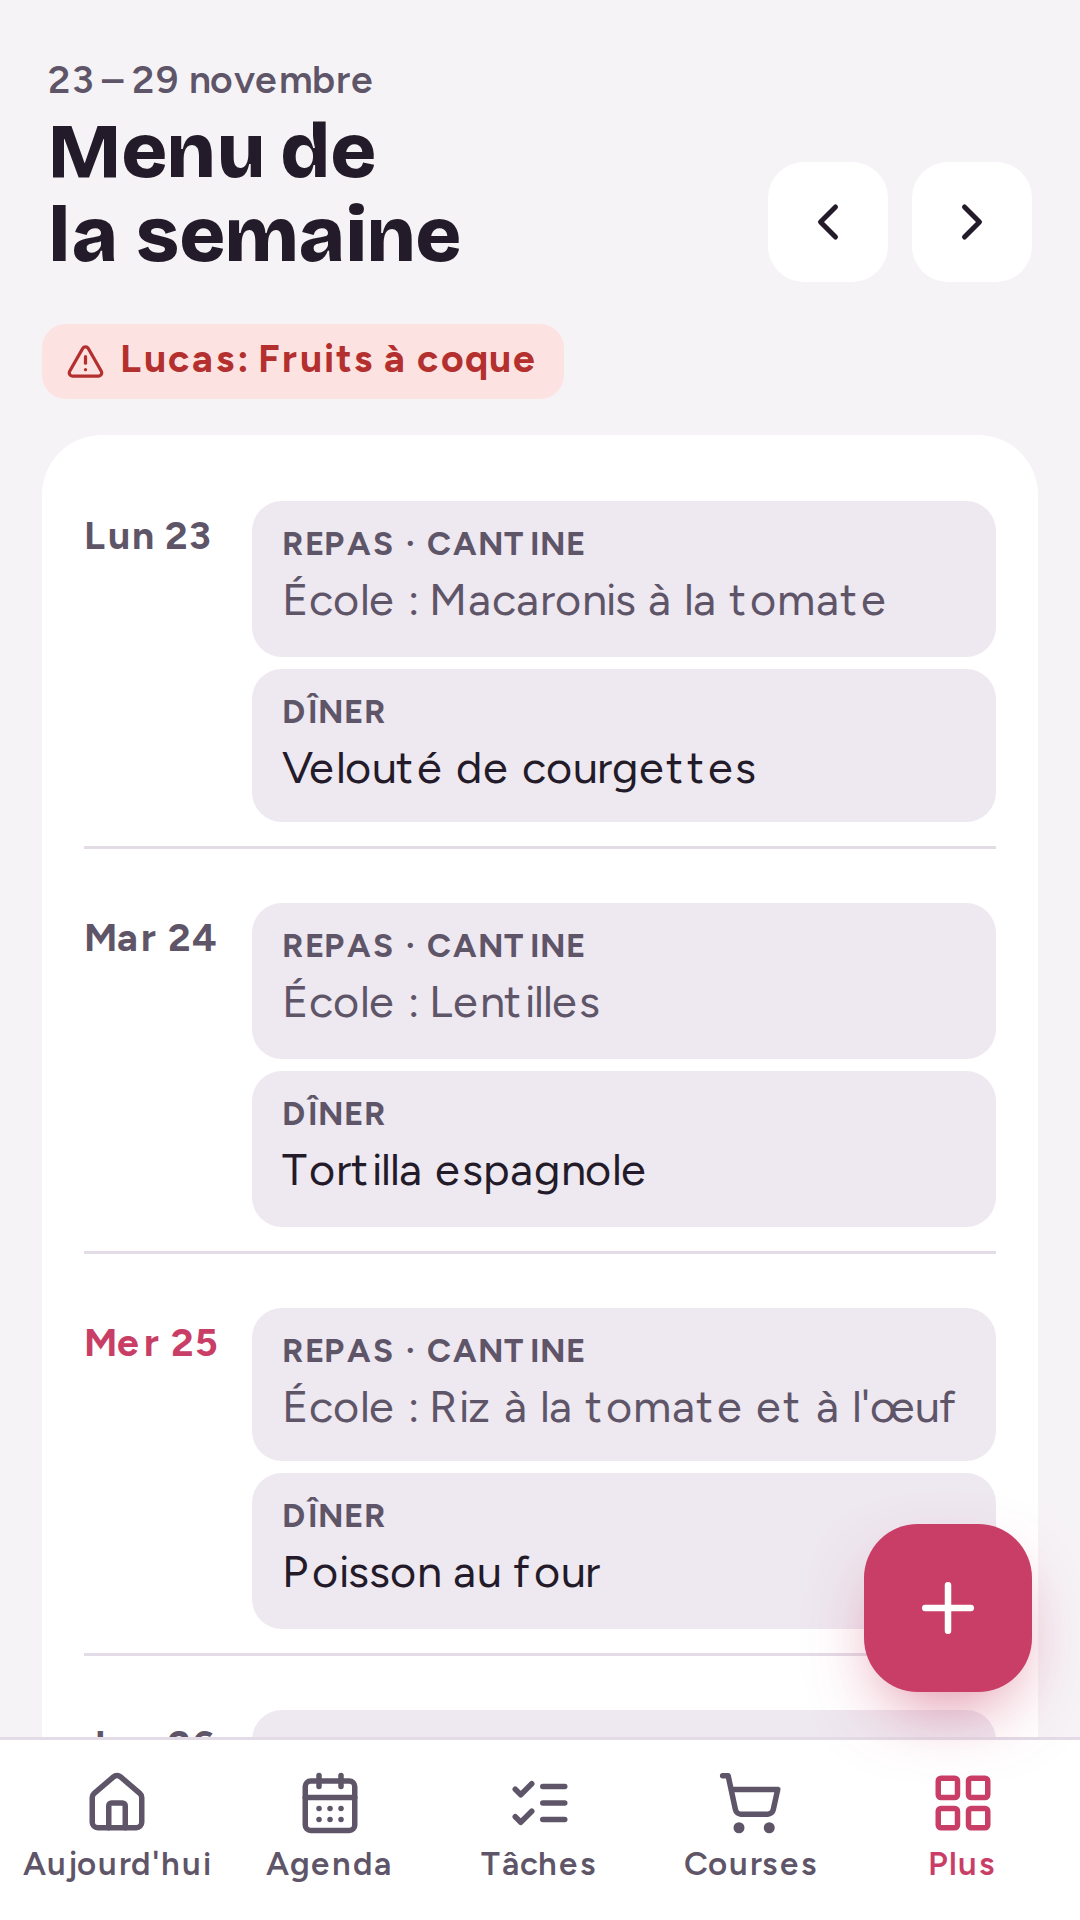 23 – 29 novembre
Menu de
la semaine
Lucas: Fruits à coque
Lun 23
REPAS · CANTINE
École : Macaronis à la tomate
DÎNER
Velouté de courgettes
Mar 24
REPAS · CANTINE
École : Lentilles
DÎNER
Tortilla espagnole
Mer 25
REPAS · CANTINE
École : Riz à la tomate et à l'œuf
DÎNER
Poisson au four
Aujourd'hui
Agenda
Tâches
Courses
Plus